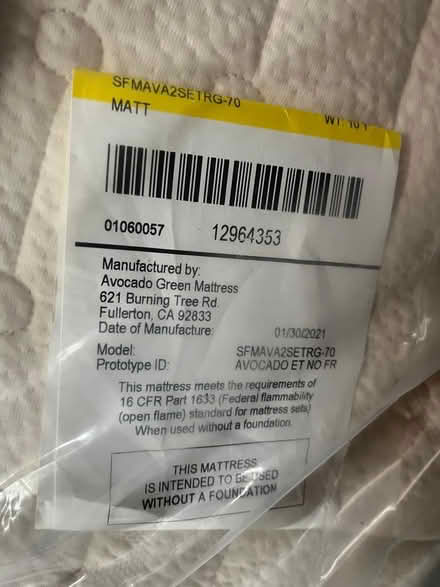 SFMAVA2SETRG-70
MATT
01060057 12964353
Manufactured by:
Avocado Green Mattress
621 Burning Tree Rd.
Fullerton, CA 92833
Date of Manufacture: 01/30/2021
Model: SFMAVA2SETRG-70
Prototype ID: AVOCADO ET NO FR
This mattress meets the requirements of
16 CFR Part 1633 (Federal flammability
(open flame) standard for mattress sets)
When used without a foundation.
THIS MATTRESS
IS INTENDED TO BE USED
WITHOUT A FOUNDATION